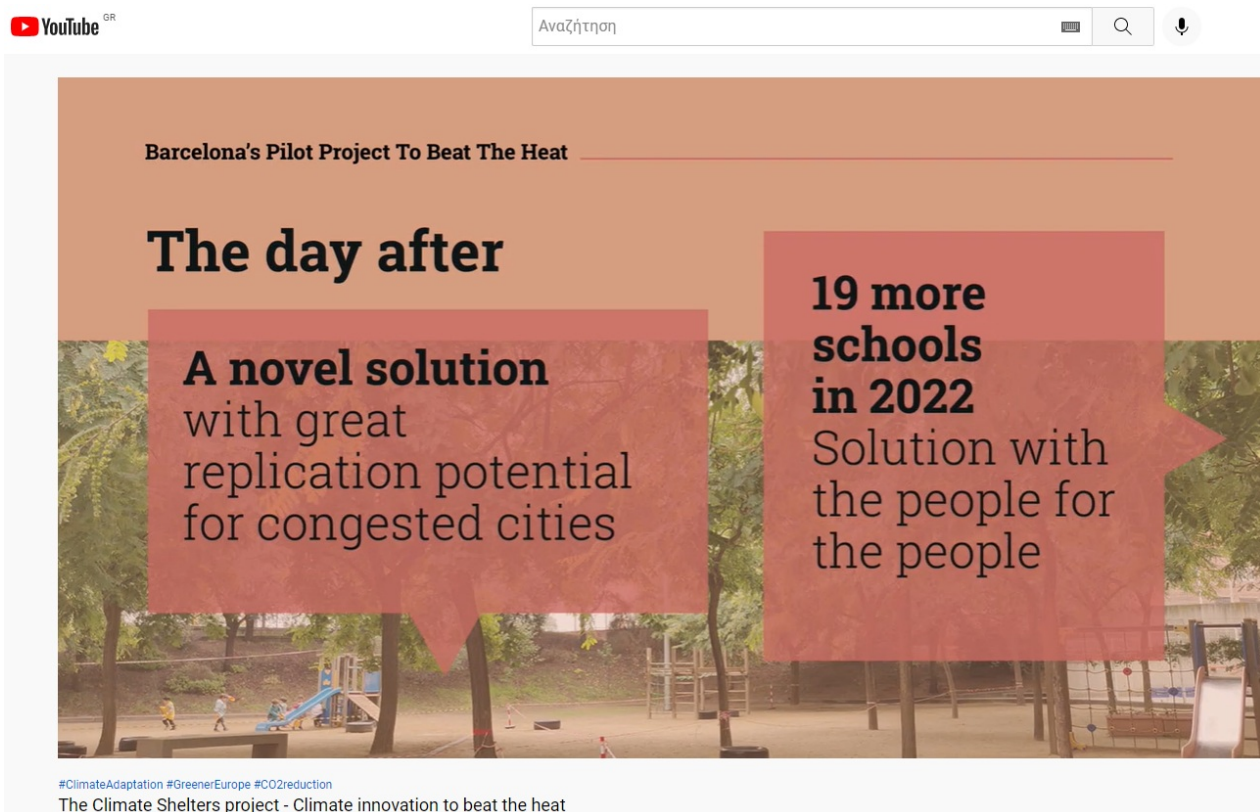 YouTube GR
Αναζήτηση
Barcelona's Pilot Project To Beat The Heat
The day after
A novel solution
with great
replication potential
for congested cities
19 more
schools
in 2022
Solution with
the people for
the people
#ClimateAdaptation #GreenerEurope #CO2reduction
The Climate Shelters project - Climate innovation to beat the heat